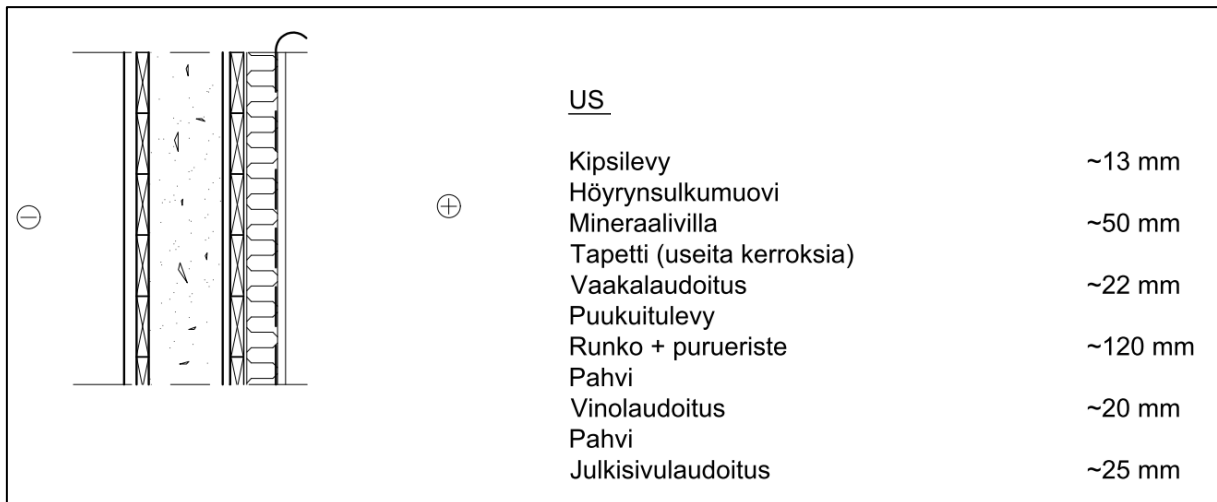 US
Kipsilevy ~13 mm
Höyrynsulkumuovi
Mineraalivilla ~50 mm
Tapetti (useita kerroksia)
Vaakalaudoitus ~22 mm
Puukuitulevy
Runko + purueriste ~120 mm
Pahvi
Vinolaudoitus ~20 mm
Pahvi
Julkisivulaudoitus ~25 mm